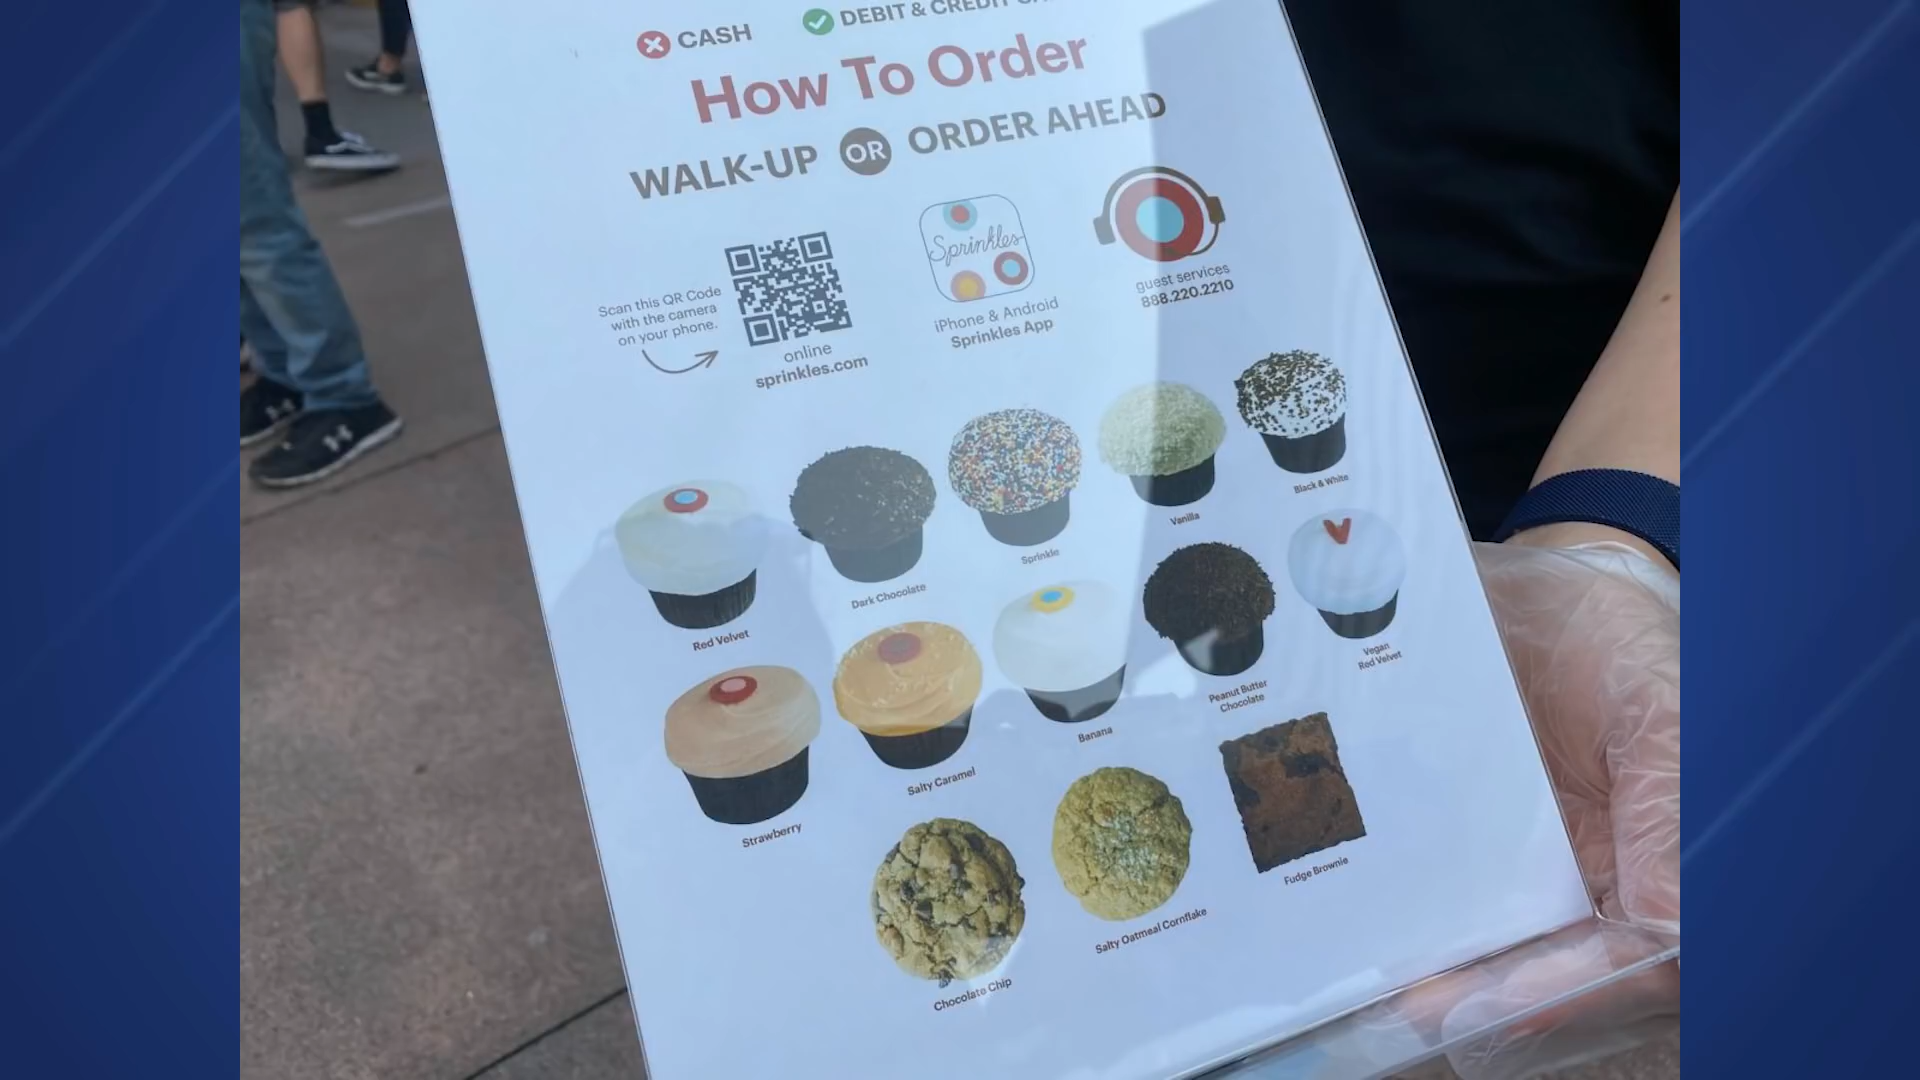 CASH
DEBIT & CREDIT
How To Order
WALK-UP OR ORDER AHEAD
Scan this QR Code
with the camera
on your phone.
online
sprinkles.com
Sprinkles
iPhone & Android
Sprinkles App
guest services
888.220.2210
Red Velvet
Dark Chocolate
Sprinkle
Vanilla
Black & White
Strawberry
Salty Caramel
Banana
Peanut Butter
Chocolate
Vegan
Red Velvet
Chocolate Chip
Salty Oatmeal Cornflake
Fudge Brownie